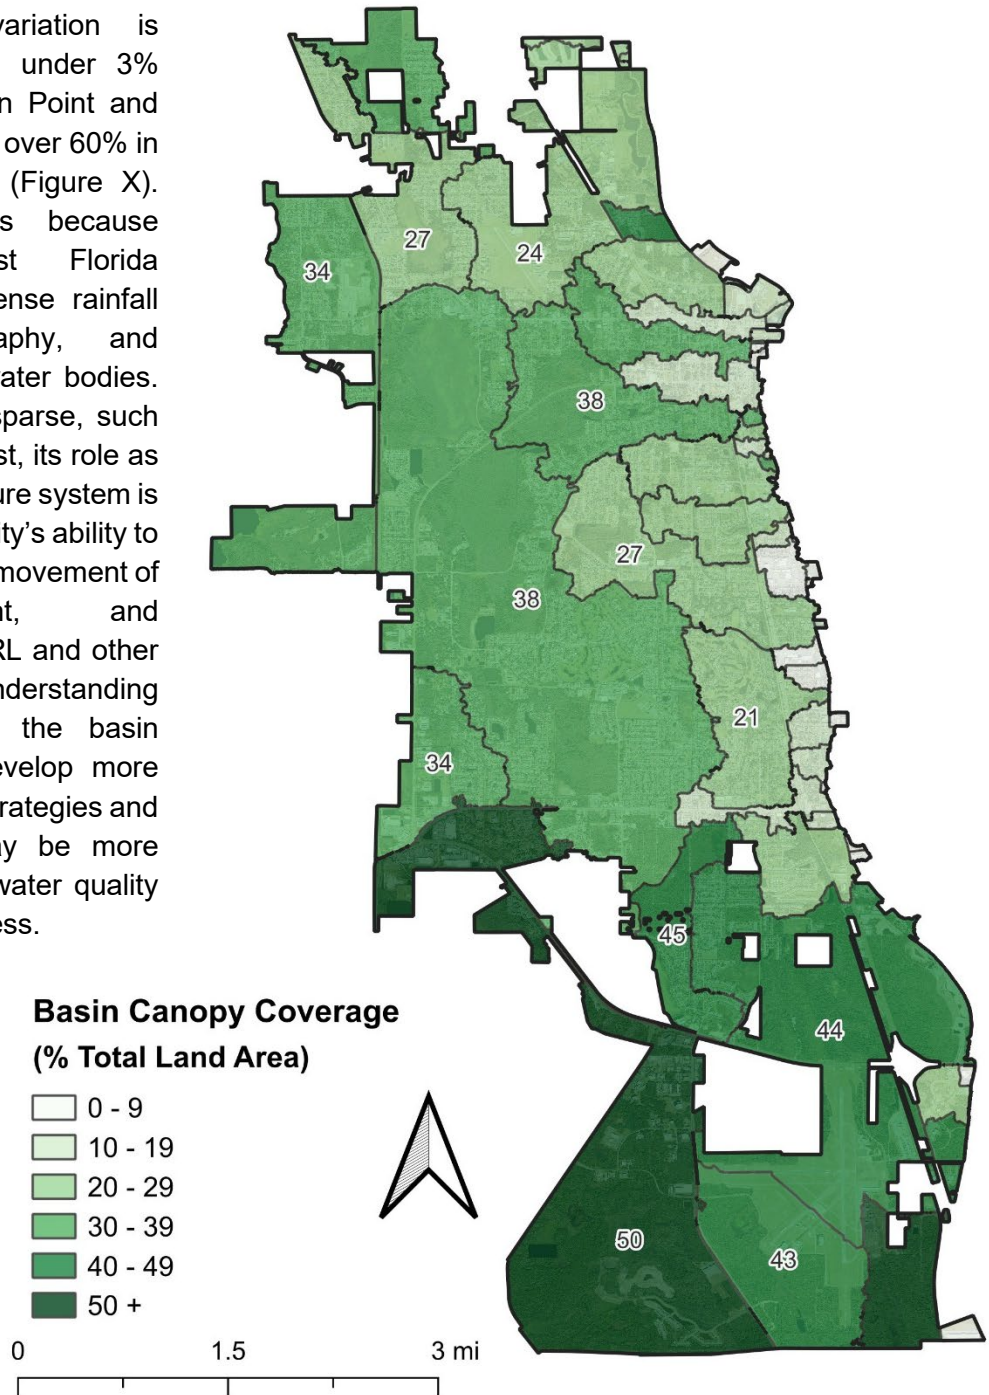 variation is
under 3%
n Point and
over 60% in
(Figure X).
s because
st Florida
ense rainfall
aphy, and
vater bodies.
sparse, such
st, its role as
ure system is
ity's ability to
movement of
nt, and
RL and other
nderstanding
the basin
evelop more
trategies and
ay be more
water quality
ess.
27
24
34
38
27
38
21
34
45
44
50
43
Basin Canopy Coverage
(% Total Land Area)
0 - 9
10 - 19
20 - 29
30 - 39
40 - 49
50 +
0 1.5 3 mi